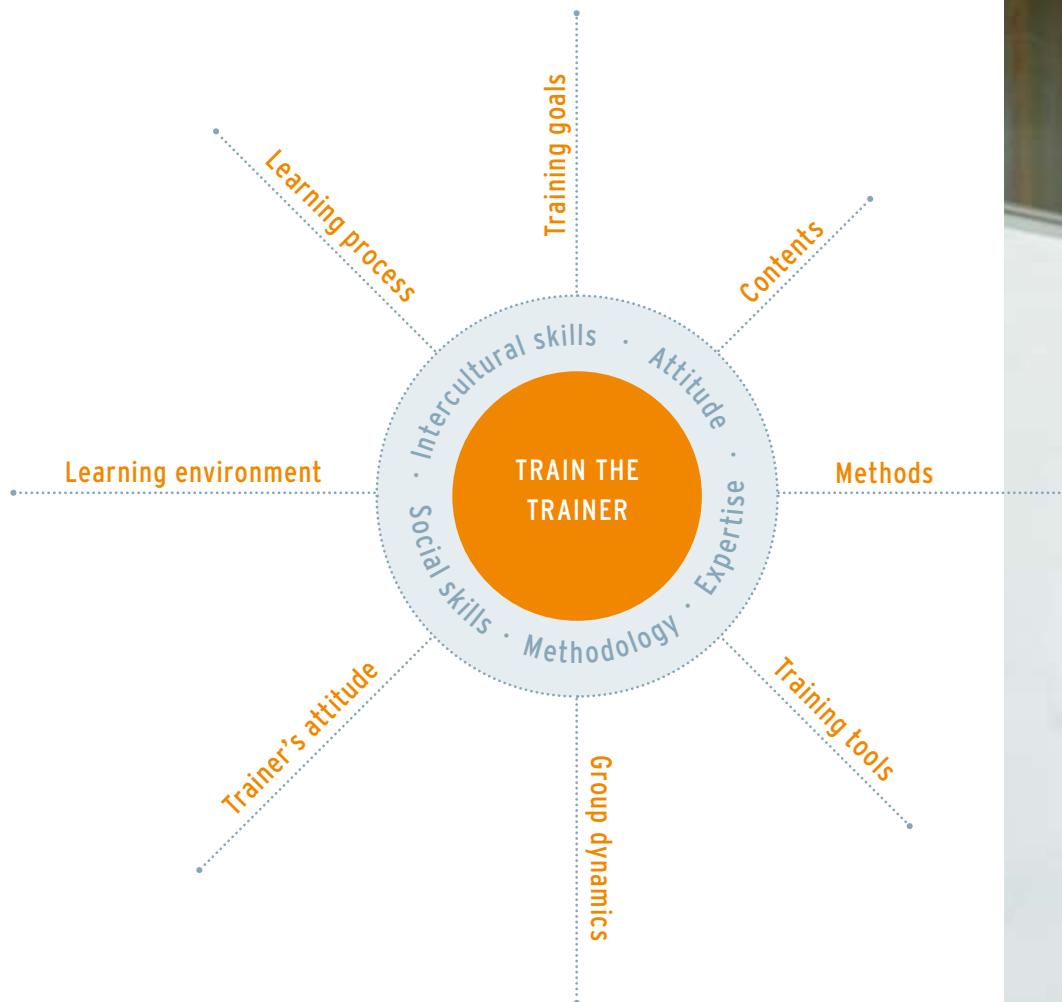 Training goals
Learning process
Contents
Intercultural skills · Attitude · Expertise · Methodology · Social skills ·
TRAIN THE
TRAINER
Learning environment
Methods
Trainer’s attitude
Training tools
Group dynamics